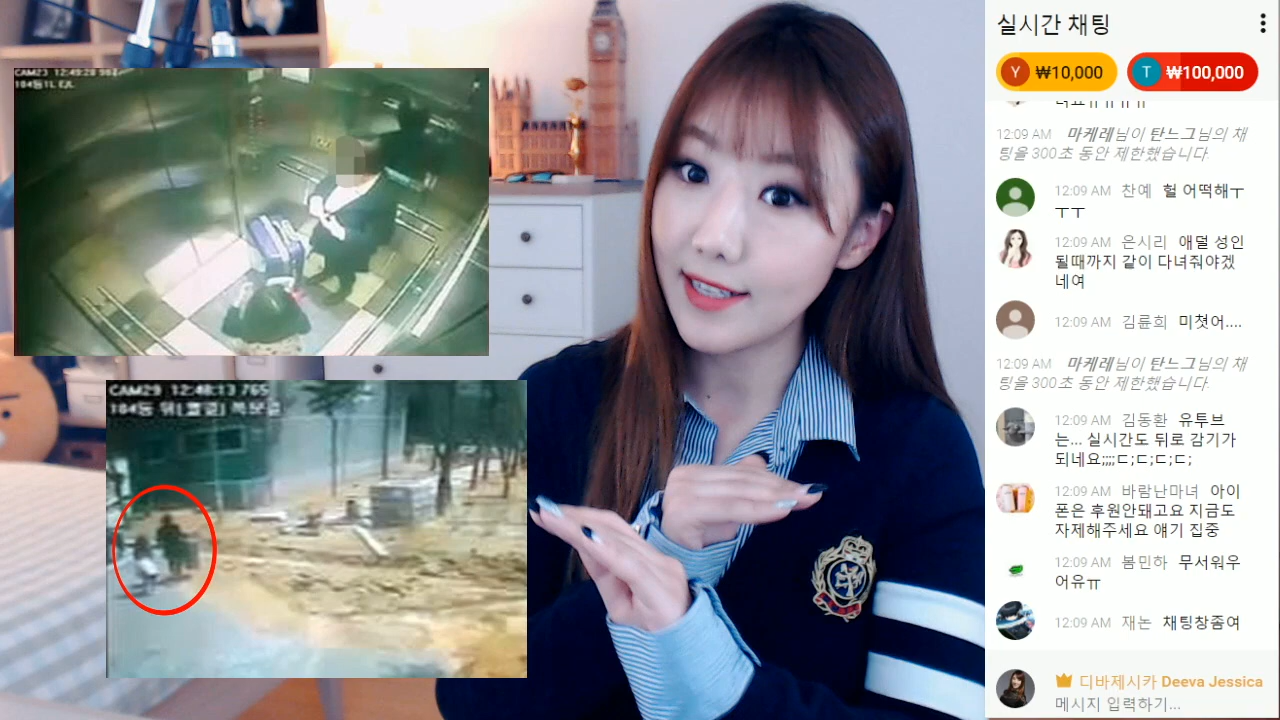 CAM23 12:49:28
104동1L E/L
CAM29 12:48:13 765
104동 뒤
실시간 채팅
Y ₩10,000
T ₩100,000
12:09 AM 마케레님이 탄느그님의 채
팅을 300초 동안 제한했습니다.
12:09 AM 찬예 헐 어떡해ㅜ
ㅜㅜ
12:09 AM 은시리 애덜 성인
될때까지 같이 다녀줘야겠
네여
12:09 AM 김륜희 미쳣어....
12:09 AM 마케레님이 탄느그님의 채
팅을 300초 동안 제한했습니다.
12:09 AM 김동환 유투브
는... 실시간도 뒤로 감기가
되네요;;;;ㄷ;ㄷ;ㄷ;ㄷ;
12:09 AM 바람난마녀 아이
폰은 후원안돼고요 지금도
자제해주세요 얘기 집중
12:09 AM 봄민하 무서워우
어유ㅠ
12:09 AM 재논 채팅창줌여
디바제시카 Deeva Jessica
메시지 입력하기...